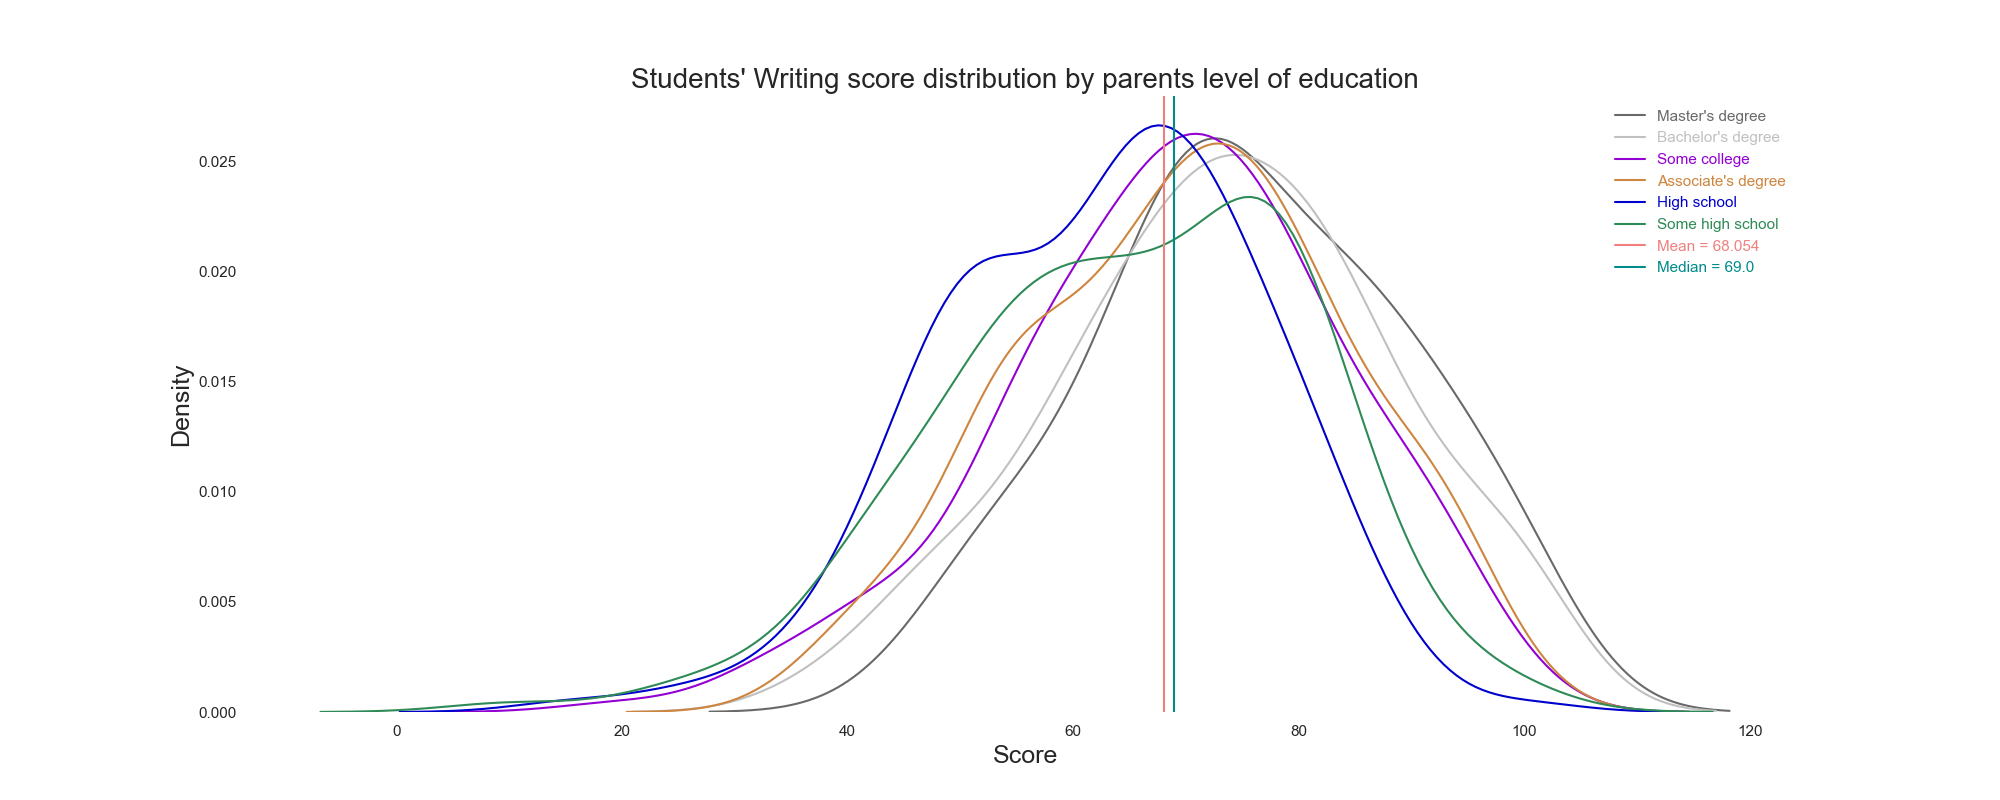 Students' Writing score distribution by parents level of education
Master's degree
Bachelor's degree
Some college
Associate's degree
High school
Some high school
Mean = 68.054
Median = 69.0
0.025
0.020
0.015
0.010
0.005
0.000
Density
0
20
40
60
80
100
120
Score